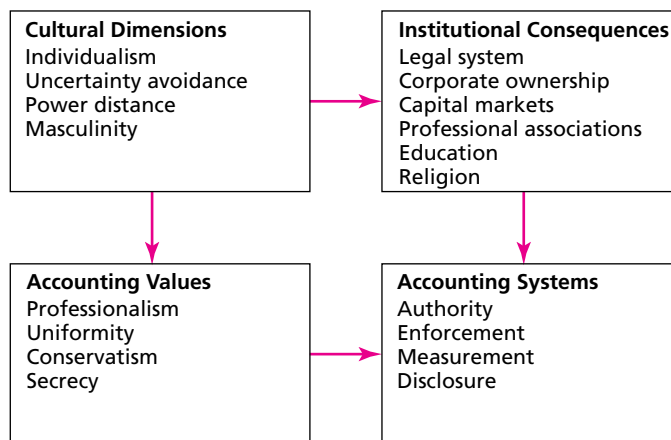 Cultural Dimensions
Individualism
Uncertainty avoidance
Power distance
Masculinity
Institutional Consequences
Legal system
Corporate ownership
Capital markets
Professional associations
Education
Religion
Accounting Values
Professionalism
Uniformity
Conservatism
Secrecy
Accounting Systems
Authority
Enforcement
Measurement
Disclosure